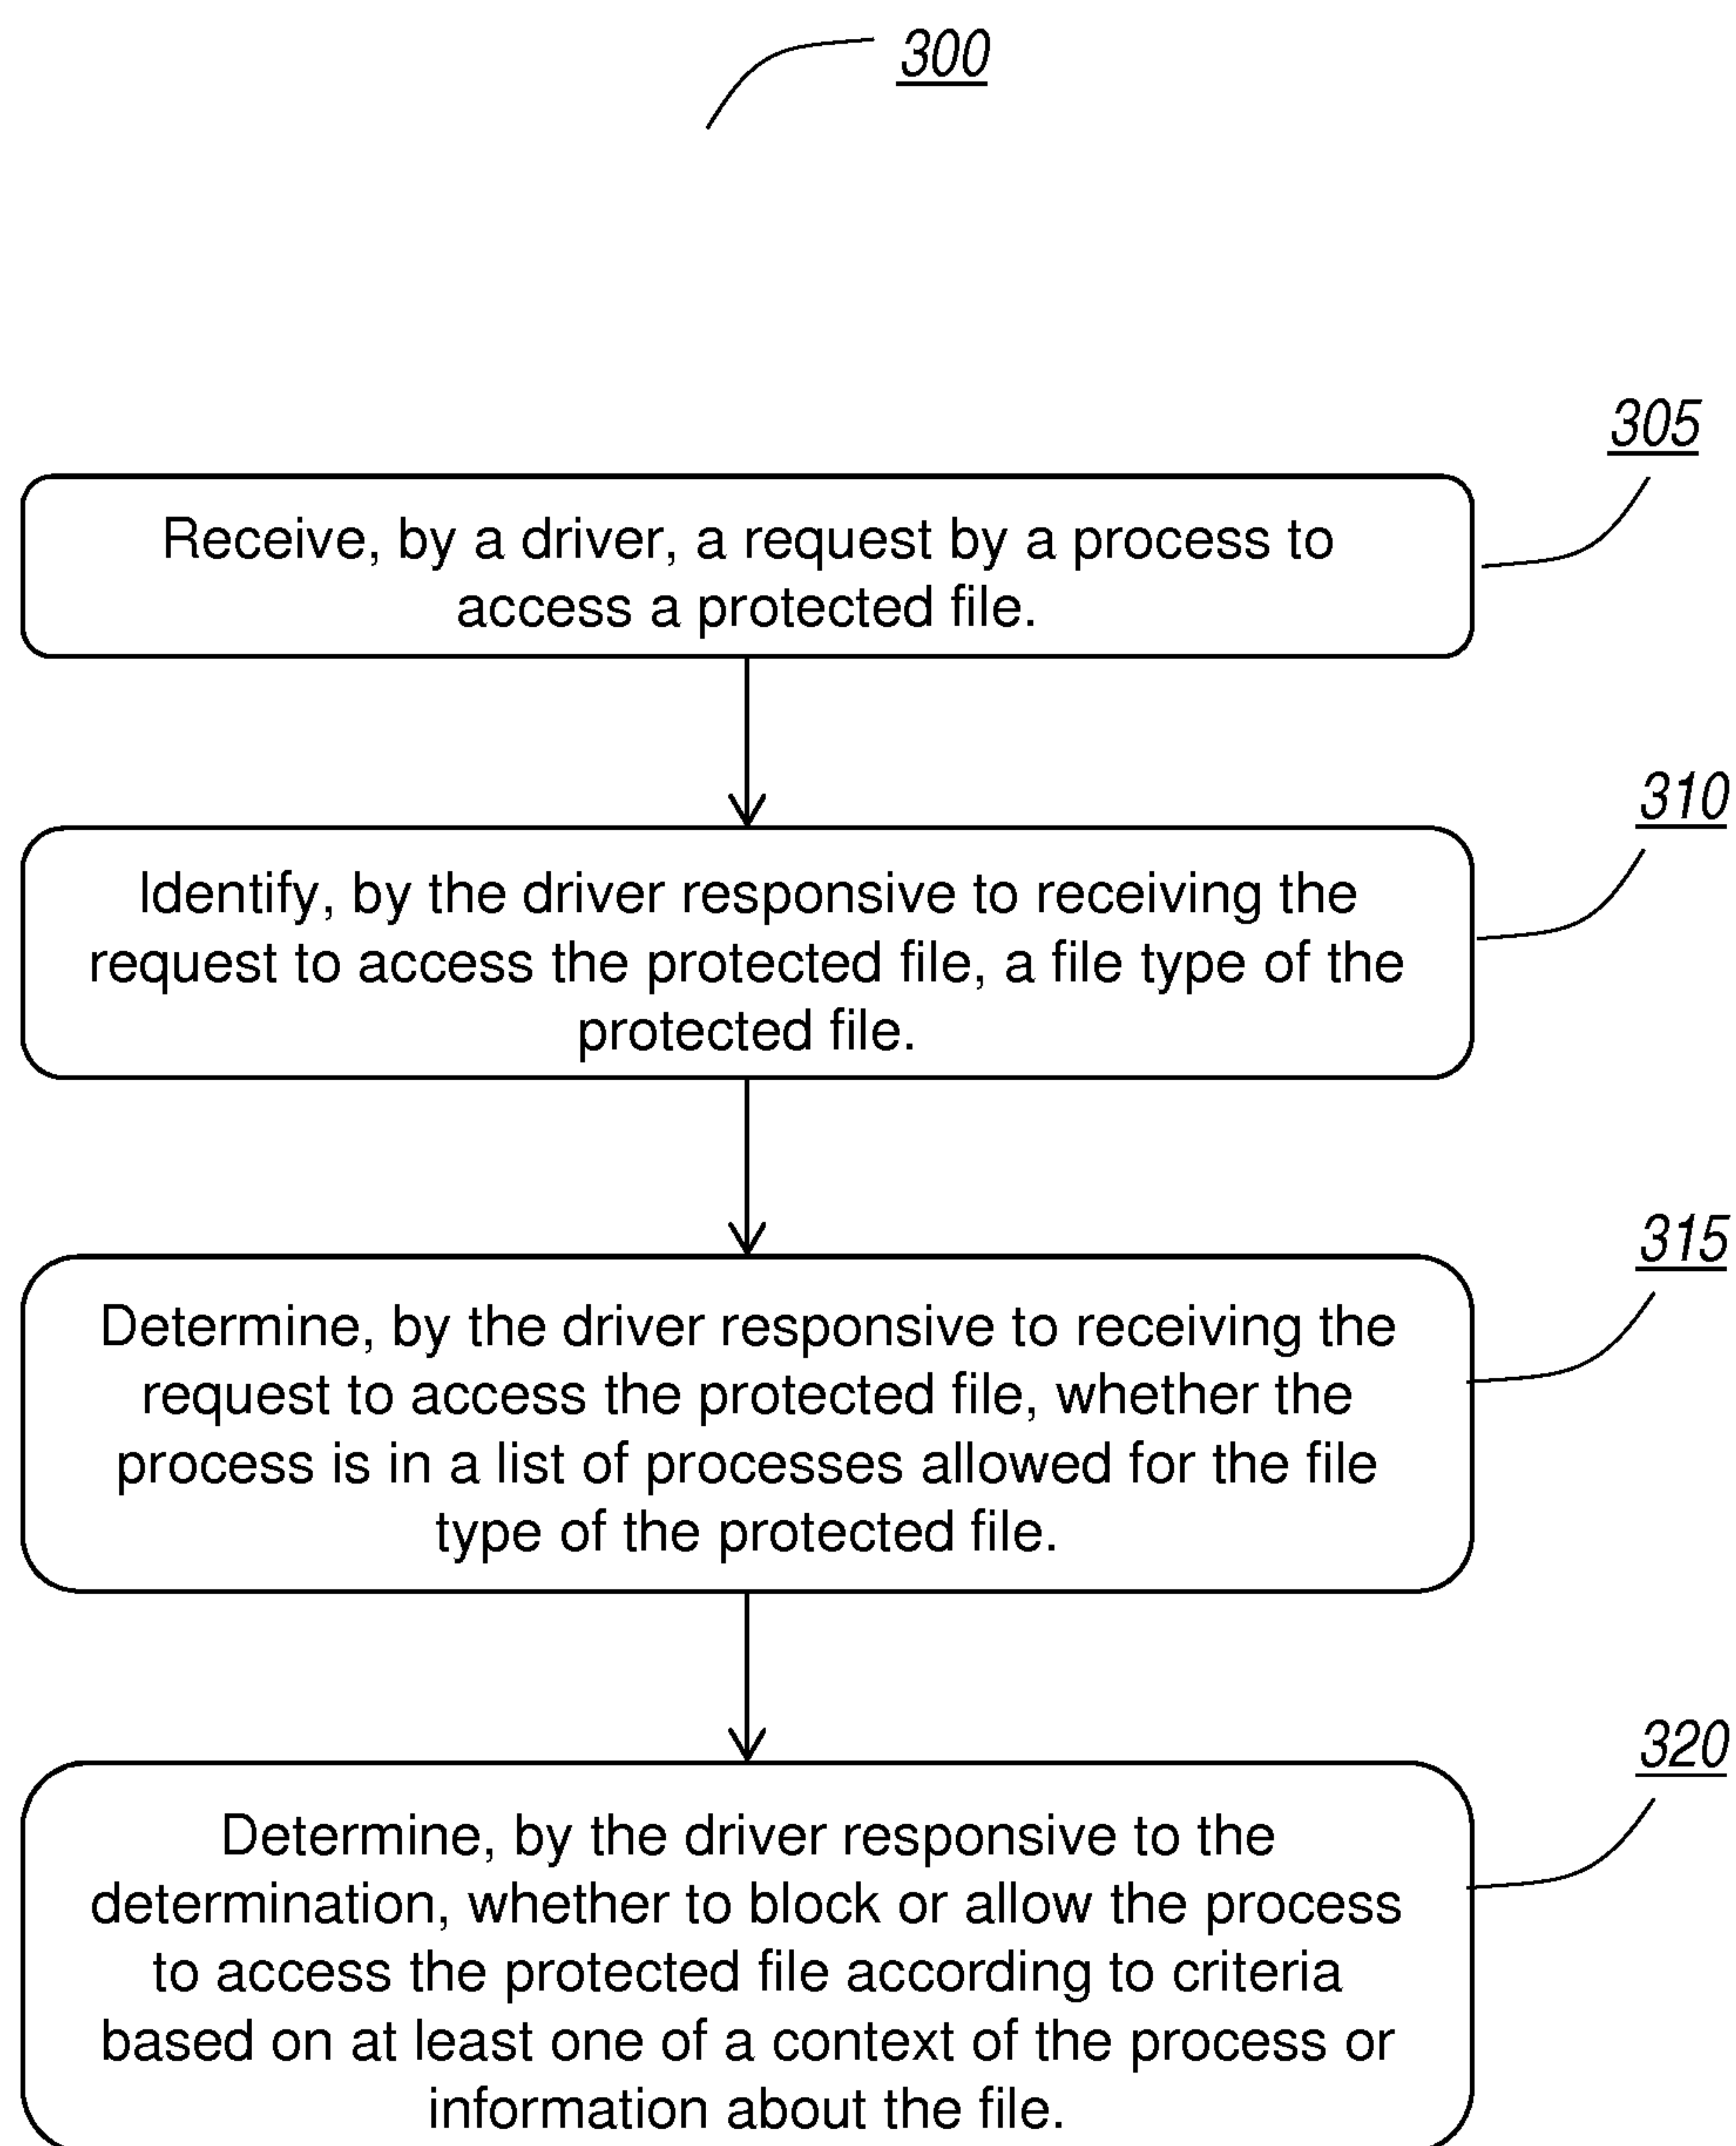 300
305
Receive, by a driver, a request by a process to
access a protected file.
310
Identify, by the driver responsive to receiving the
request to access the protected file, a file type of the
protected file.
315
Determine, by the driver responsive to receiving the
request to access the protected file, whether the
process is in a list of processes allowed for the file
type of the protected file.
320
Determine, by the driver responsive to the
determination, whether to block or allow the process
to access the protected file according to criteria
based on at least one of a context of the process or
information about the file.